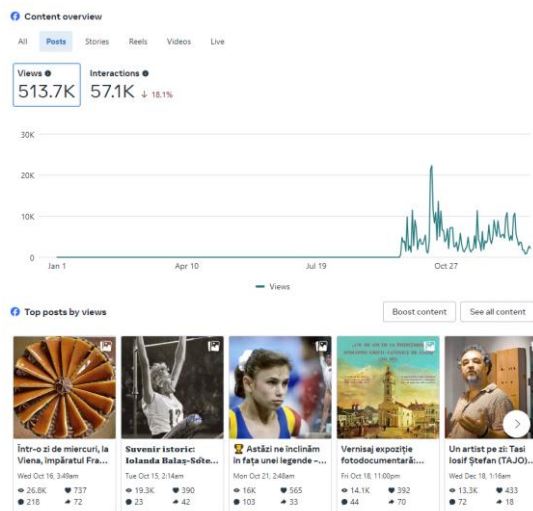 Content overview
All Posts Stories Reels Videos Live
Views Interactions
513.7K 57.1K ↓ 18.1%
30K
20K
10K
0
Jan 1 Apr 10 Jul 19 Oct 27
Views
Top posts by views
Boost content See all content
Într-o zi de miercuri, la Viena, împăratul Fra...
Wed Oct 16, 3:49am
26.8K 737
218 72
Suvenir istoric: Iolanda Balaș-Söte...
Tue Oct 15, 2:14am
19.3K 390
23 42
🏆 Astăzi ne înclinăm în fața unei legende –...
Mon Oct 21, 2:48am
16K 565
103 33
Vernisaj expoziție fotodocumentară:...
Fri Oct 18, 11:00pm
14.1K 392
44 70
Un artist pe zi: Tasi Iosif Ștefan (TAJO)...
Wed Dec 18, 1:16am
13.3K 433
72 18